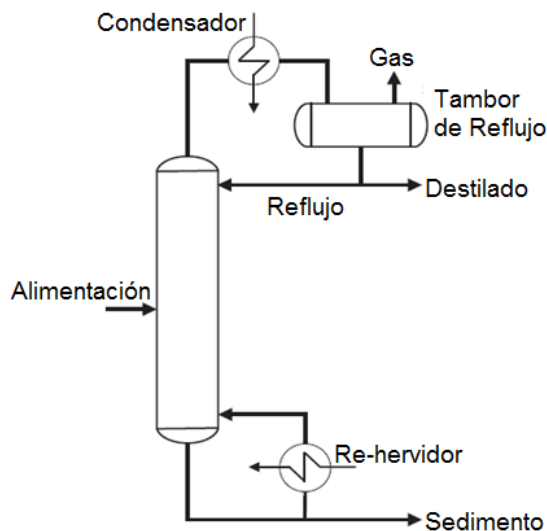 Condensador
Gas
Tambor
de Reflujo
Reflujo
Destilado
Alimentación
Re-hervidor
Sedimento